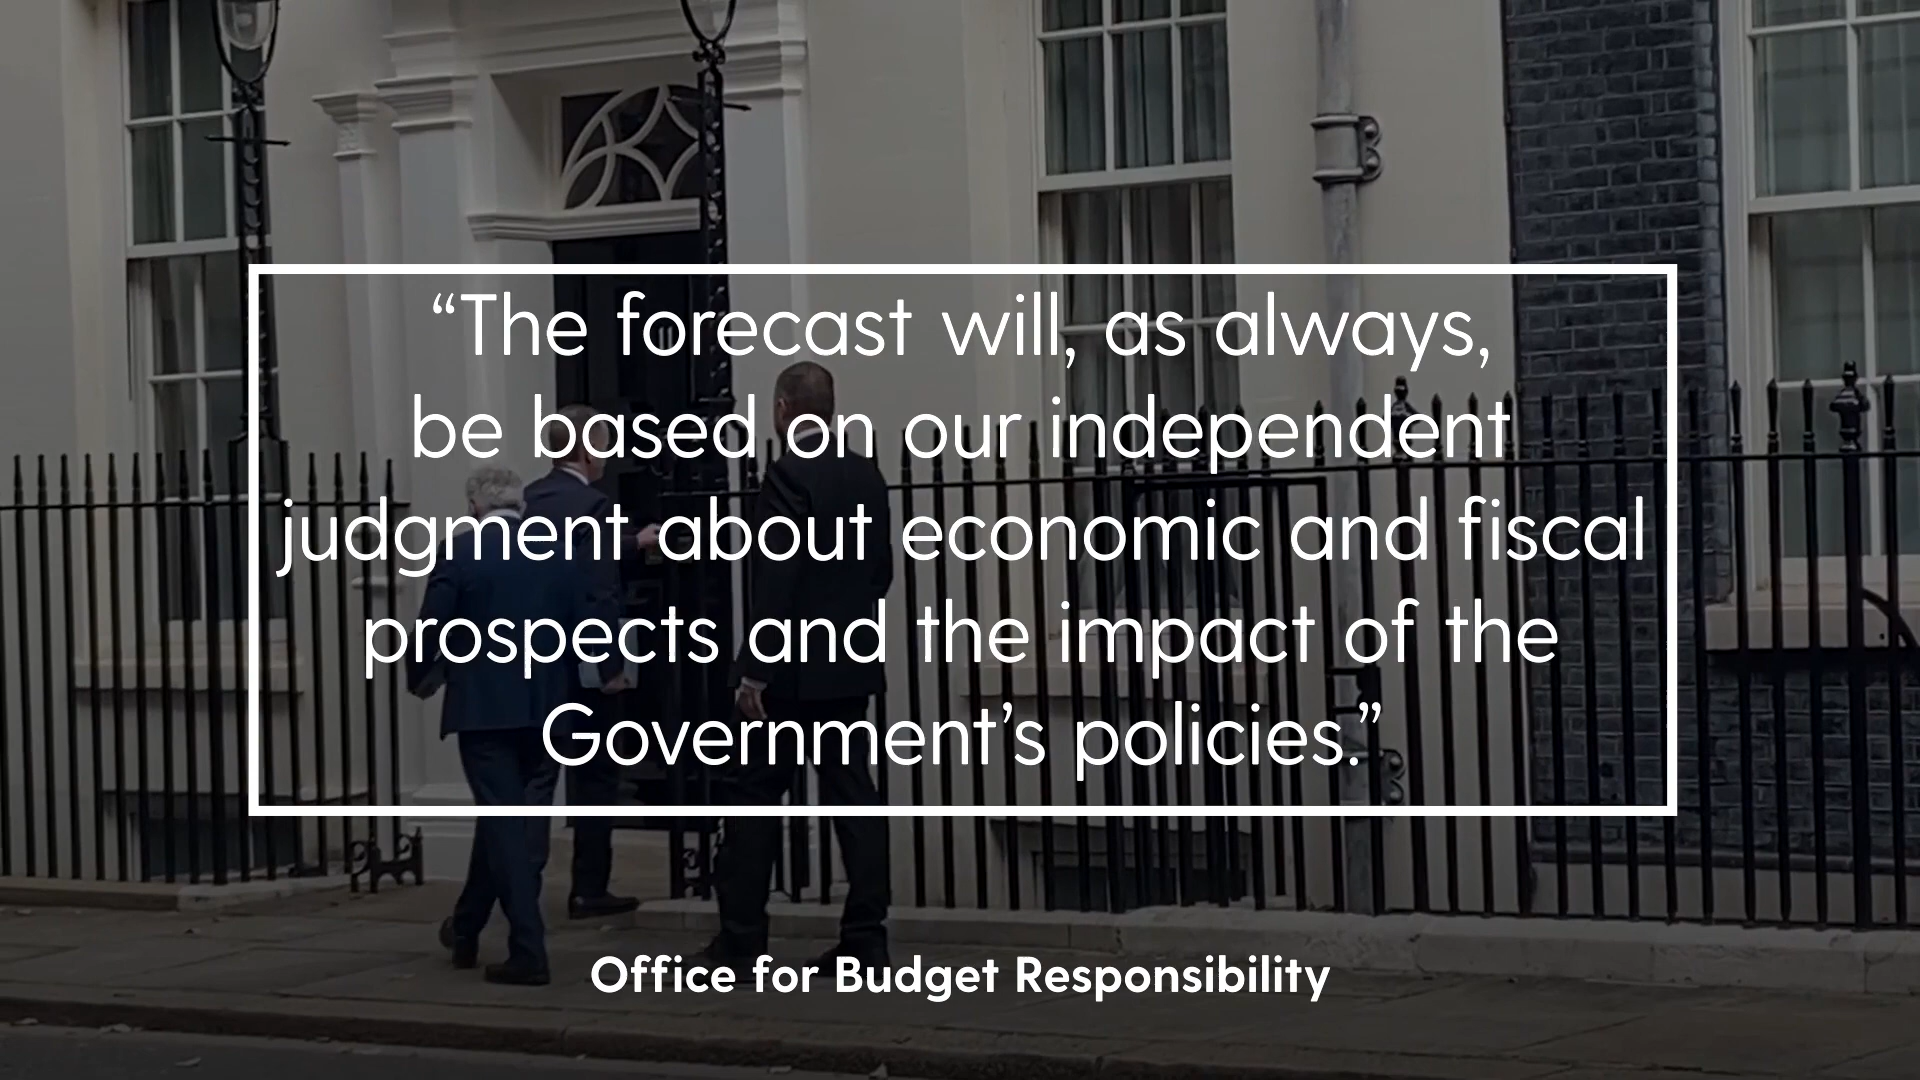 “The forecast will, as always,
be based on our independent
judgment about economic and fiscal
prospects and the impact of the
Government’s policies.”
Office for Budget Responsibility